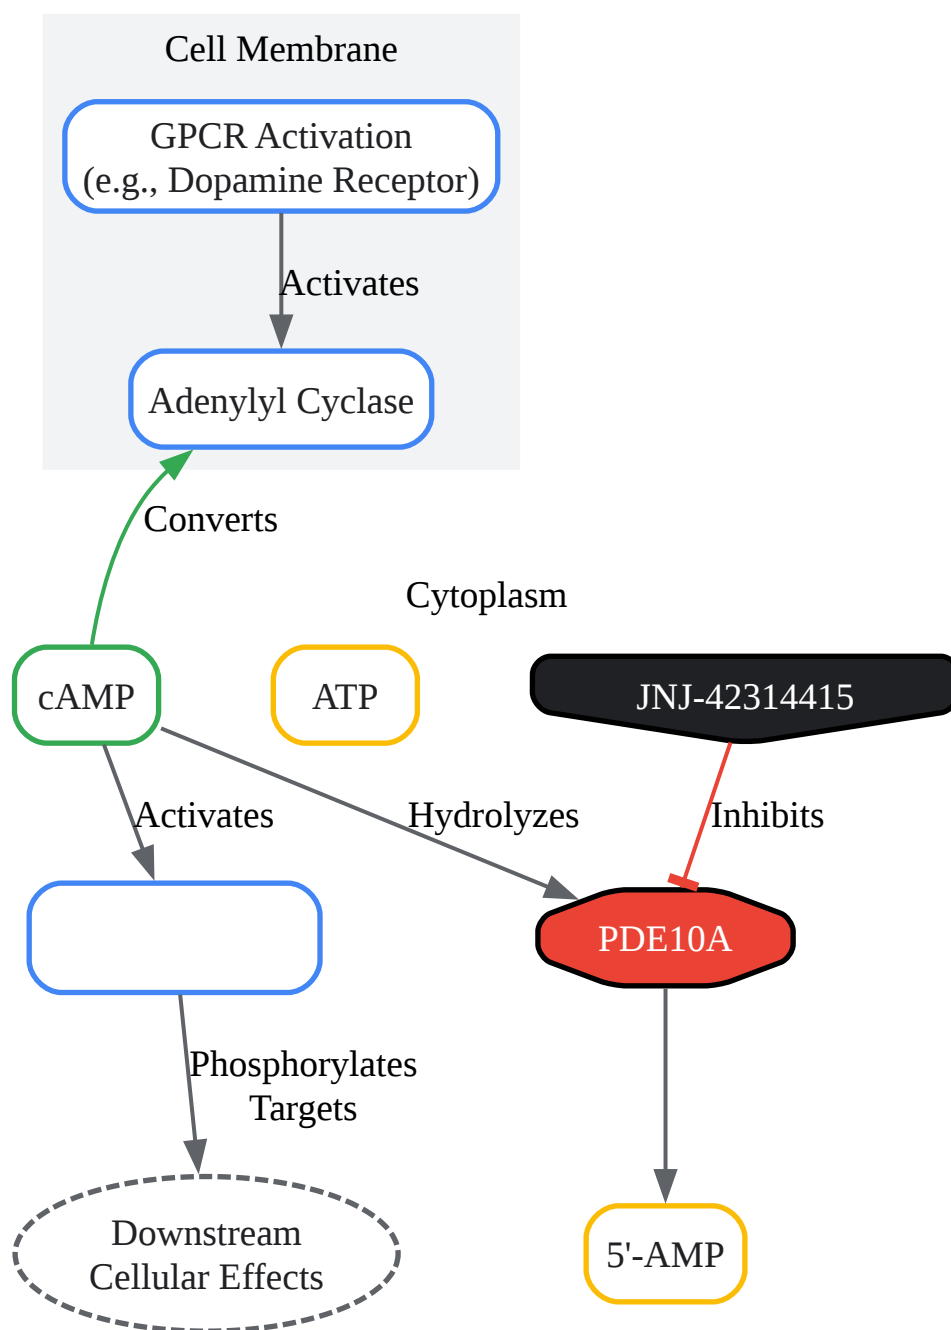 Cell Membrane
GPCR Activation
(e.g., Dopamine Receptor)
Activates
Adenylyl Cyclase
Converts
Cytoplasm
cAMP
ATP
JNJ-42314415
Activates
Hydrolyzes
Inhibits
PDE10A
Phosphorylates
Targets
Downstream
Cellular Effects
5'-AMP